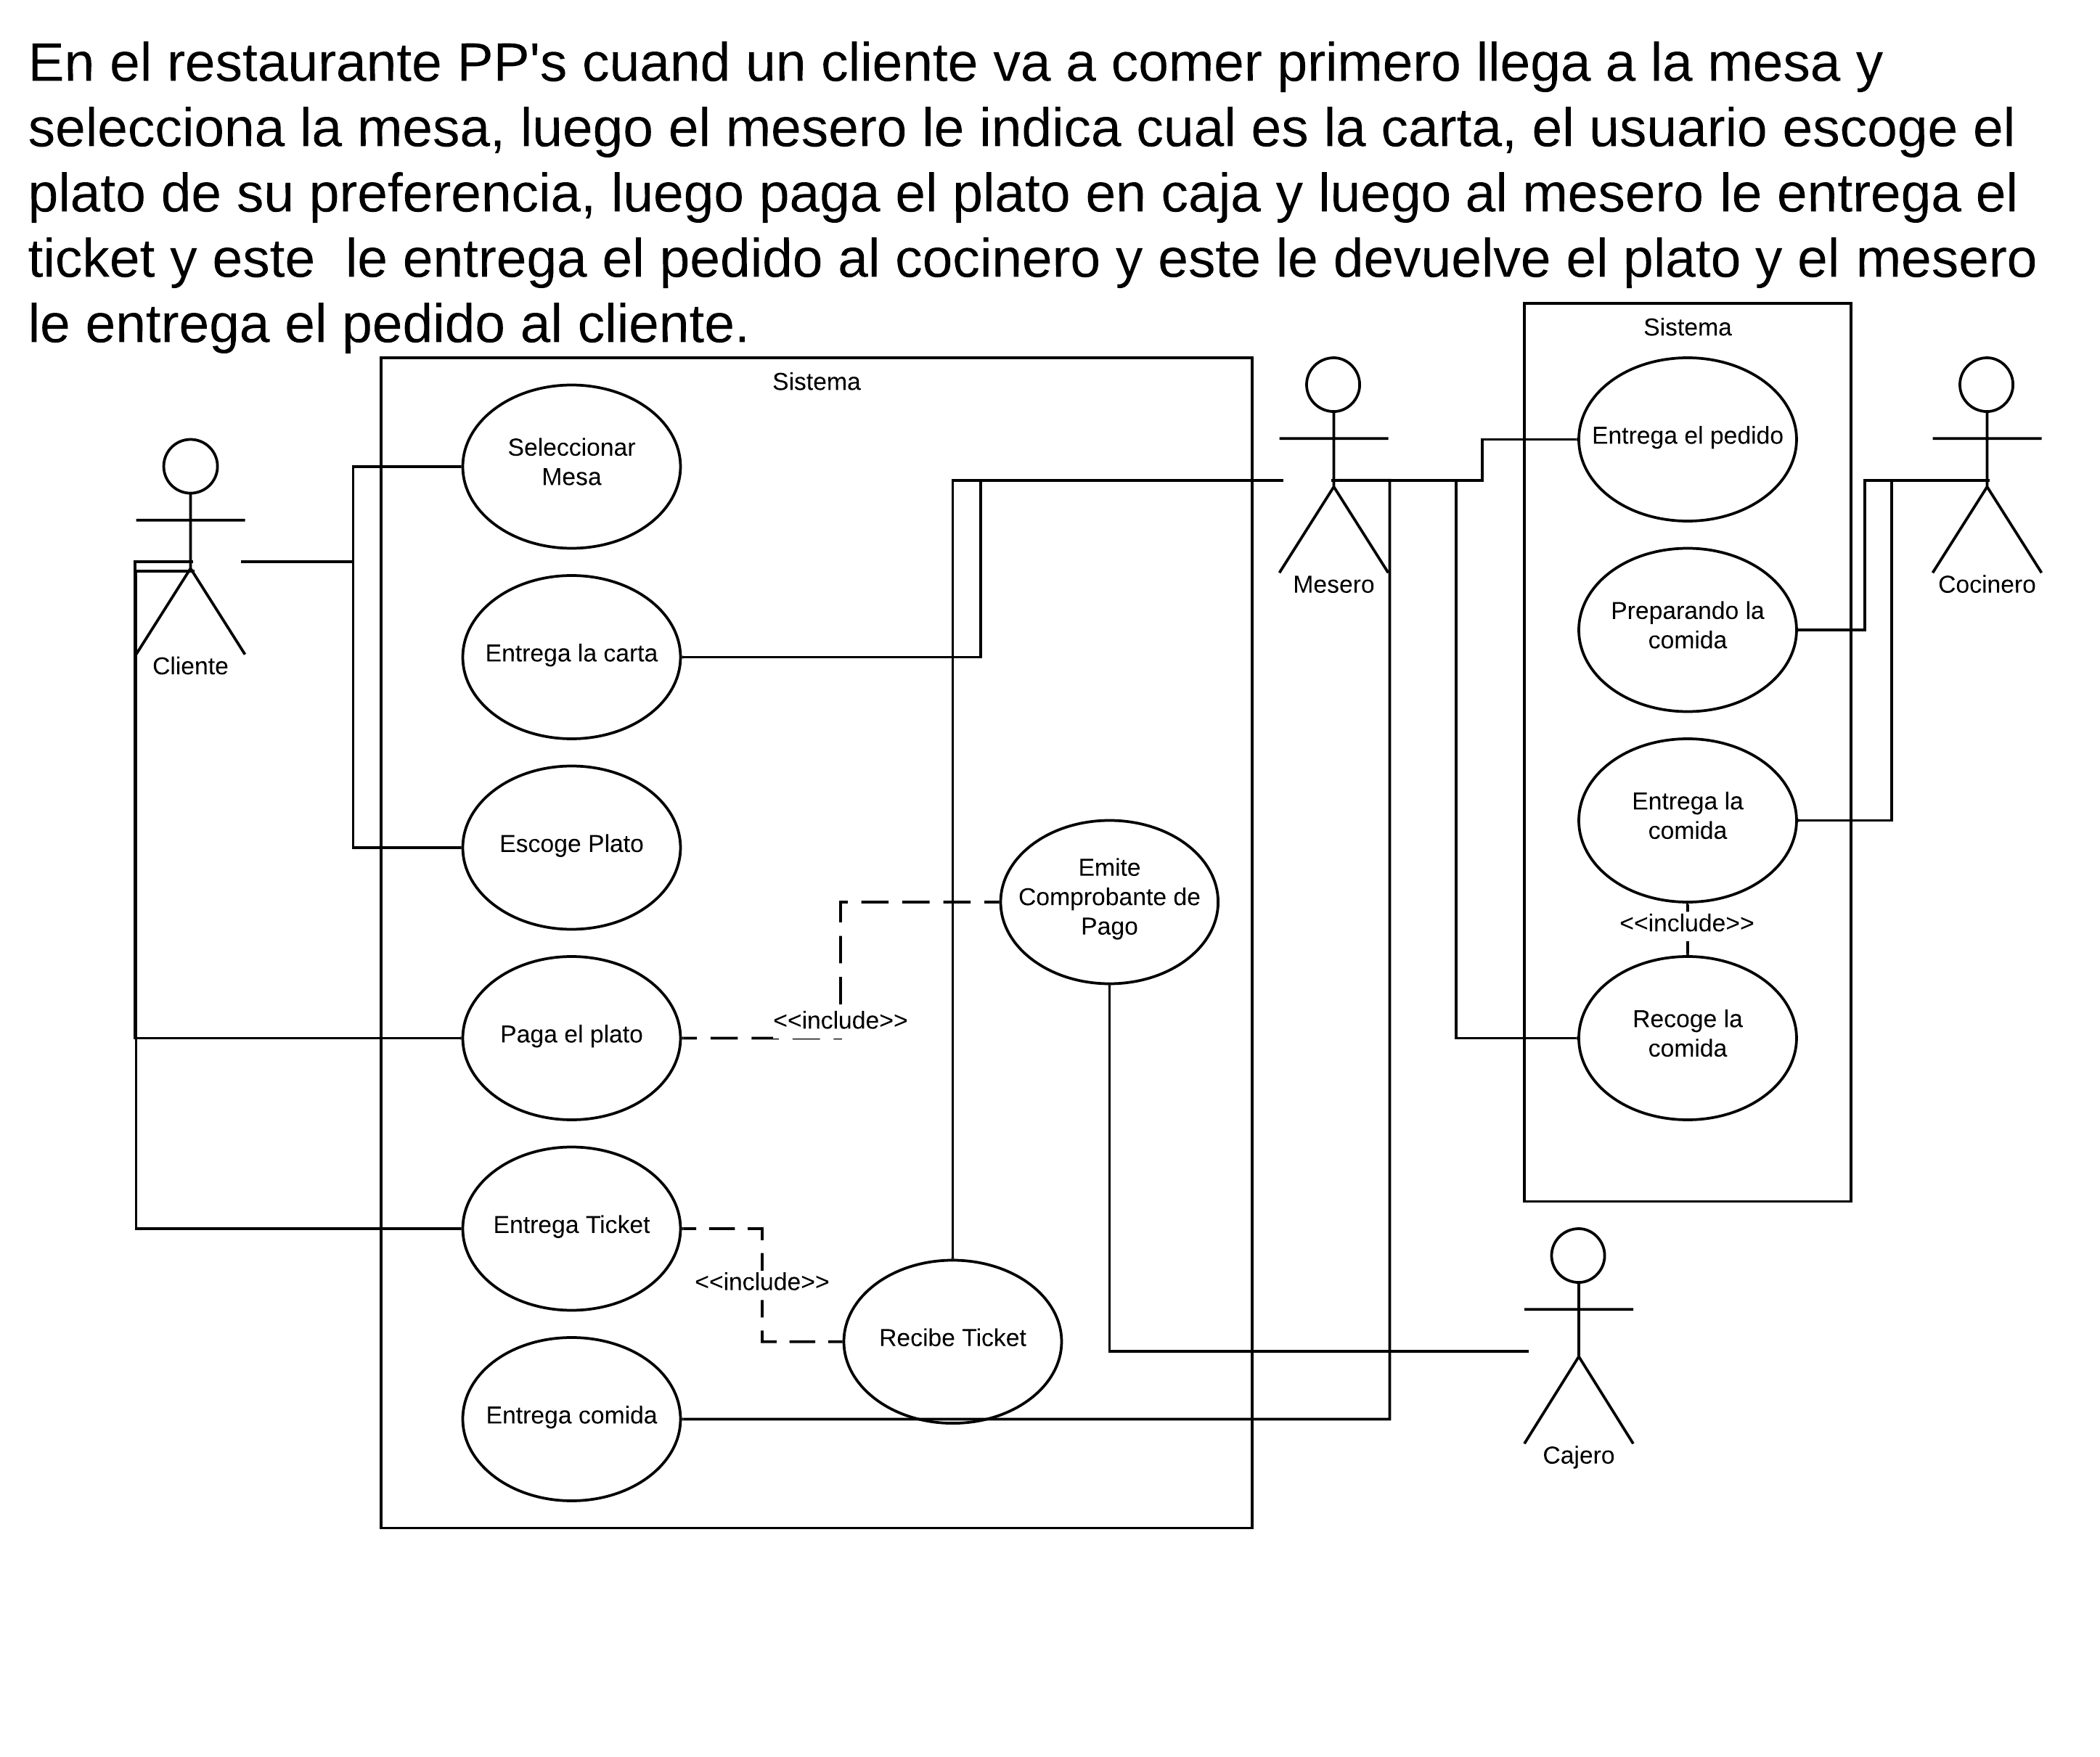 En el restaurante PP's cuand un cliente va a comer primero llega a la mesa y
selecciona la mesa, luego el mesero le indica cual es la carta, el usuario escoge el
plato de su preferencia, luego paga el plato en caja y luego al mesero le entrega el
ticket y este  le entrega el pedido al cocinero y este le devuelve el plato y el mesero
le entrega el pedido al cliente.
Sistema
Seleccionar
Mesa
Entrega la carta
Escoge Plato
Emite
Comprobante de
Pago
<<include>>
Paga el plato
Entrega Ticket
<<include>>
Recibe Ticket
Entrega comida
Cliente
Mesero
Sistema
Entrega el pedido
Preparando la
comida
Entrega la
comida
<<include>>
Recoge la
comida
Cocinero
Cajero